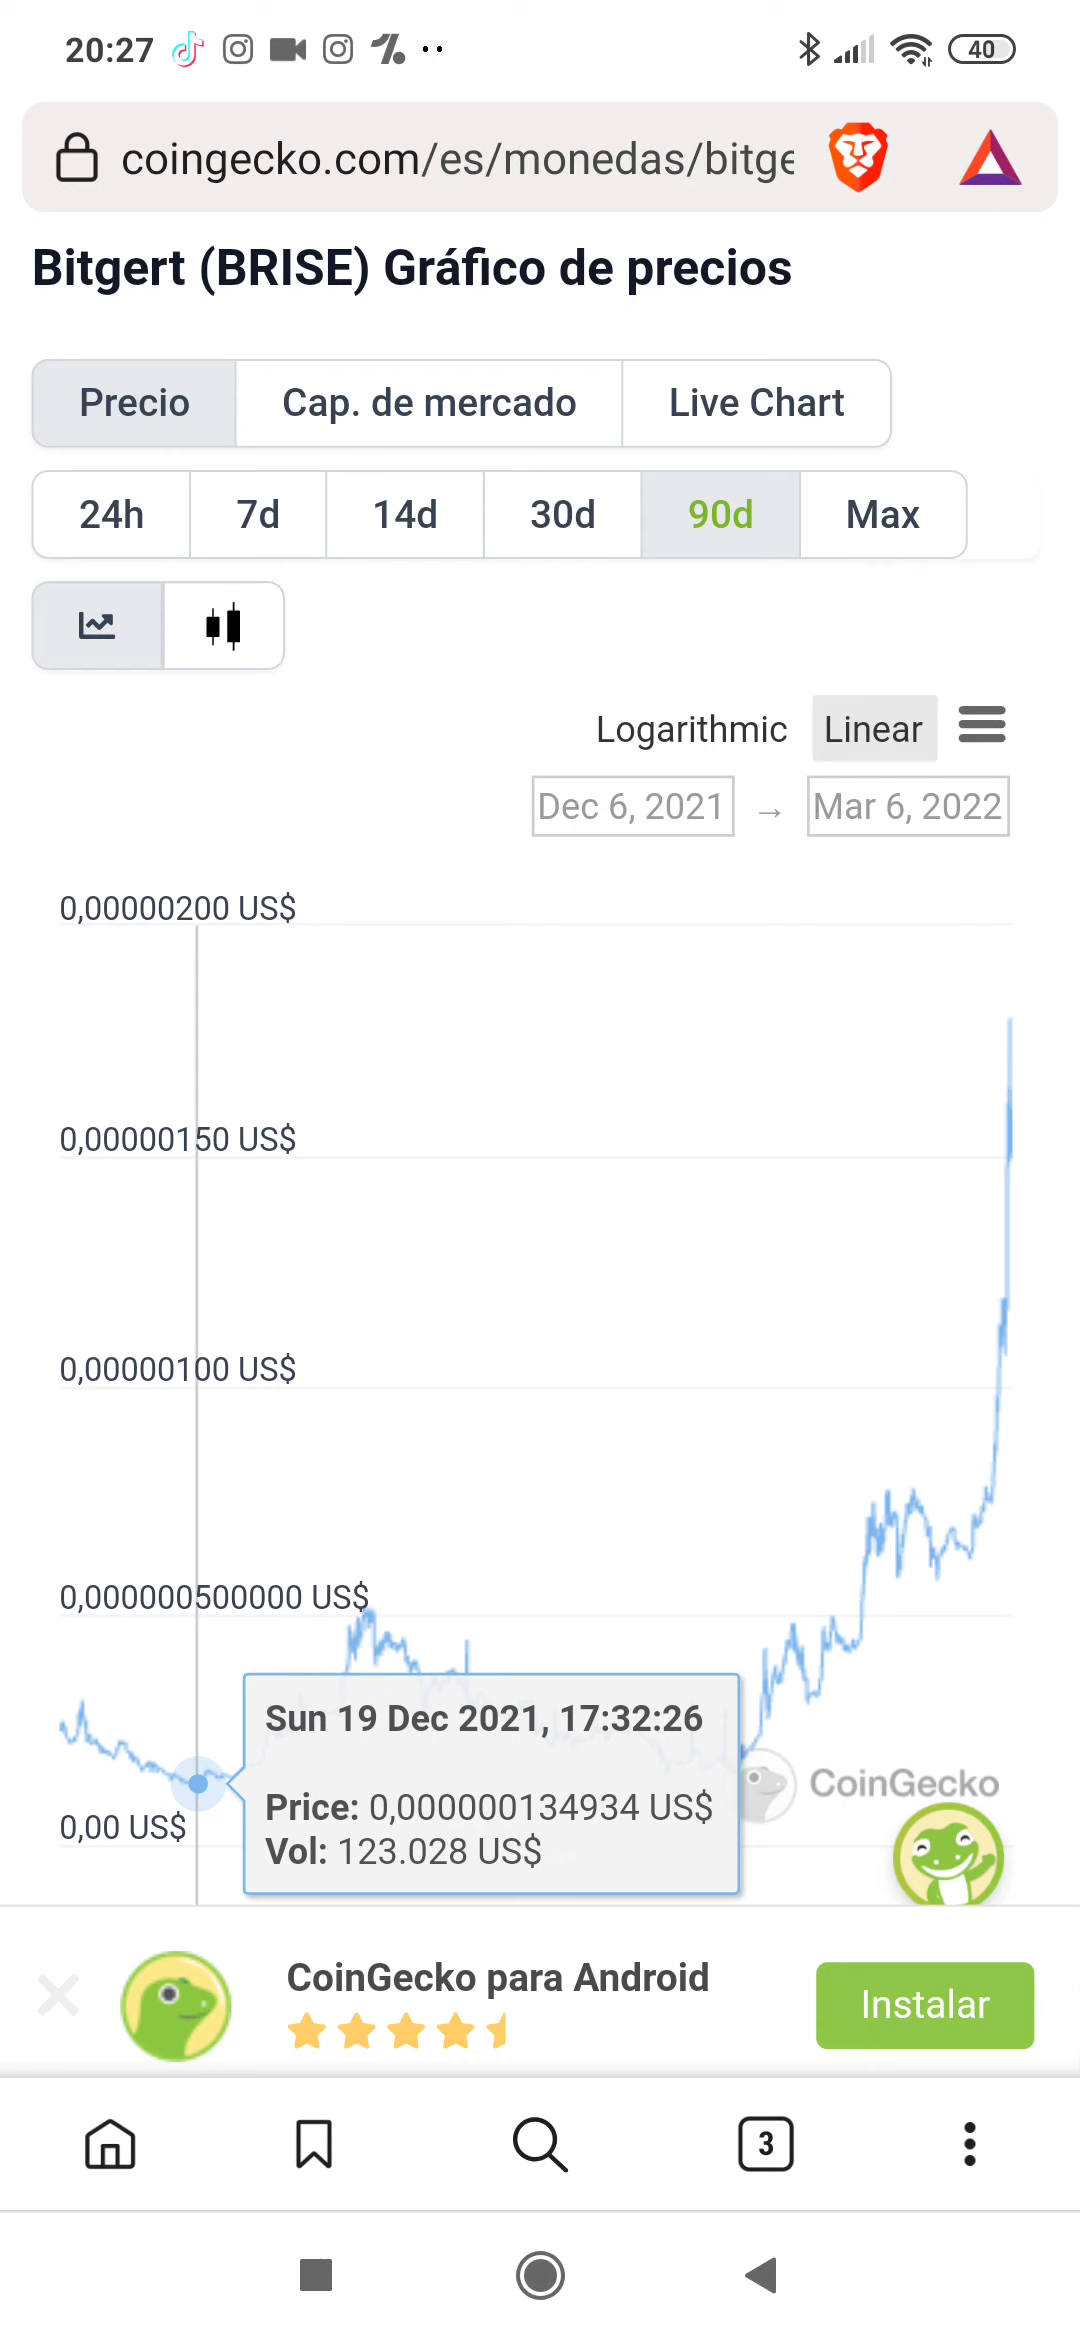 20:27
40
coingecko.com/es/monedas/bitge
Bitgert (BRISE) Gráfico de precios
Precio Cap. de mercado Live Chart
24h 7d 14d 30d 90d Max
Logarithmic Linear
Dec 6, 2021 → Mar 6, 2022
0,00000200 US$
0,00000150 US$
0,00000100 US$
0,000000500000 US$
Sun 19 Dec 2021, 17:32:26
Price: 0,000000134934 US$
Vol: 123.028 US$
CoinGecko
0,00 US$
CoinGecko para Android
Instalar
3